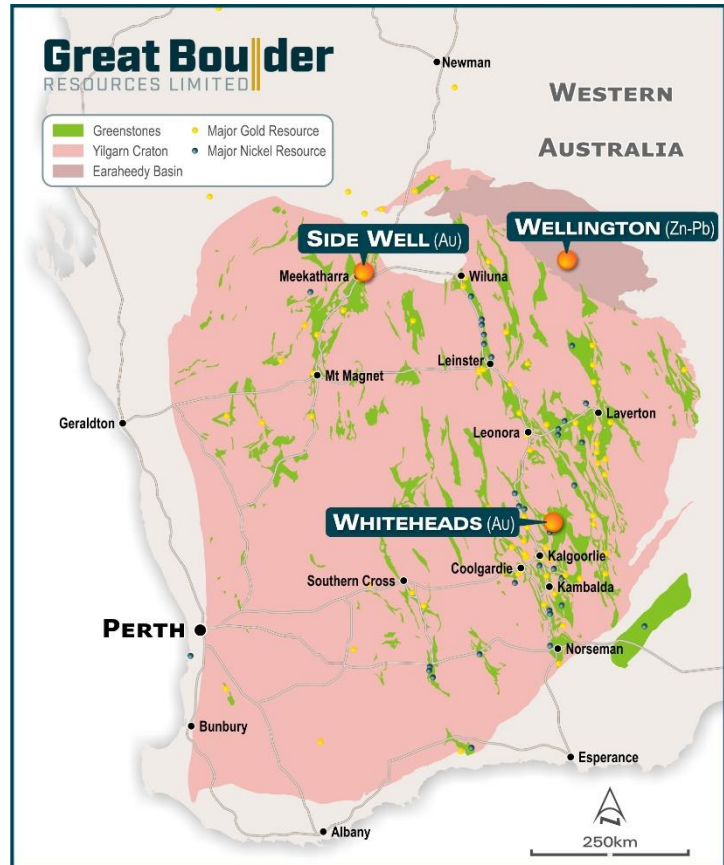 Great Boulder
RESOURCES LIMITED
Greenstones
Yilgarn Craton
Earaheedy Basin
Major Gold Resource
Major Nickel Resource
Newman
WESTERN
AUSTRALIA
SIDE WELL (Au)
WELLINGTON (Zn-Pb)
Meekatharra
Wiluna
Leinster
Mt Magnet
Geraldton
Laverton
Leonora
WHITEHEADS (Au)
Kalgoorlie
Coolgardie
Southern Cross
Kambalda
PERTH
Norseman
Bunbury
Esperance
Albany
N
250km